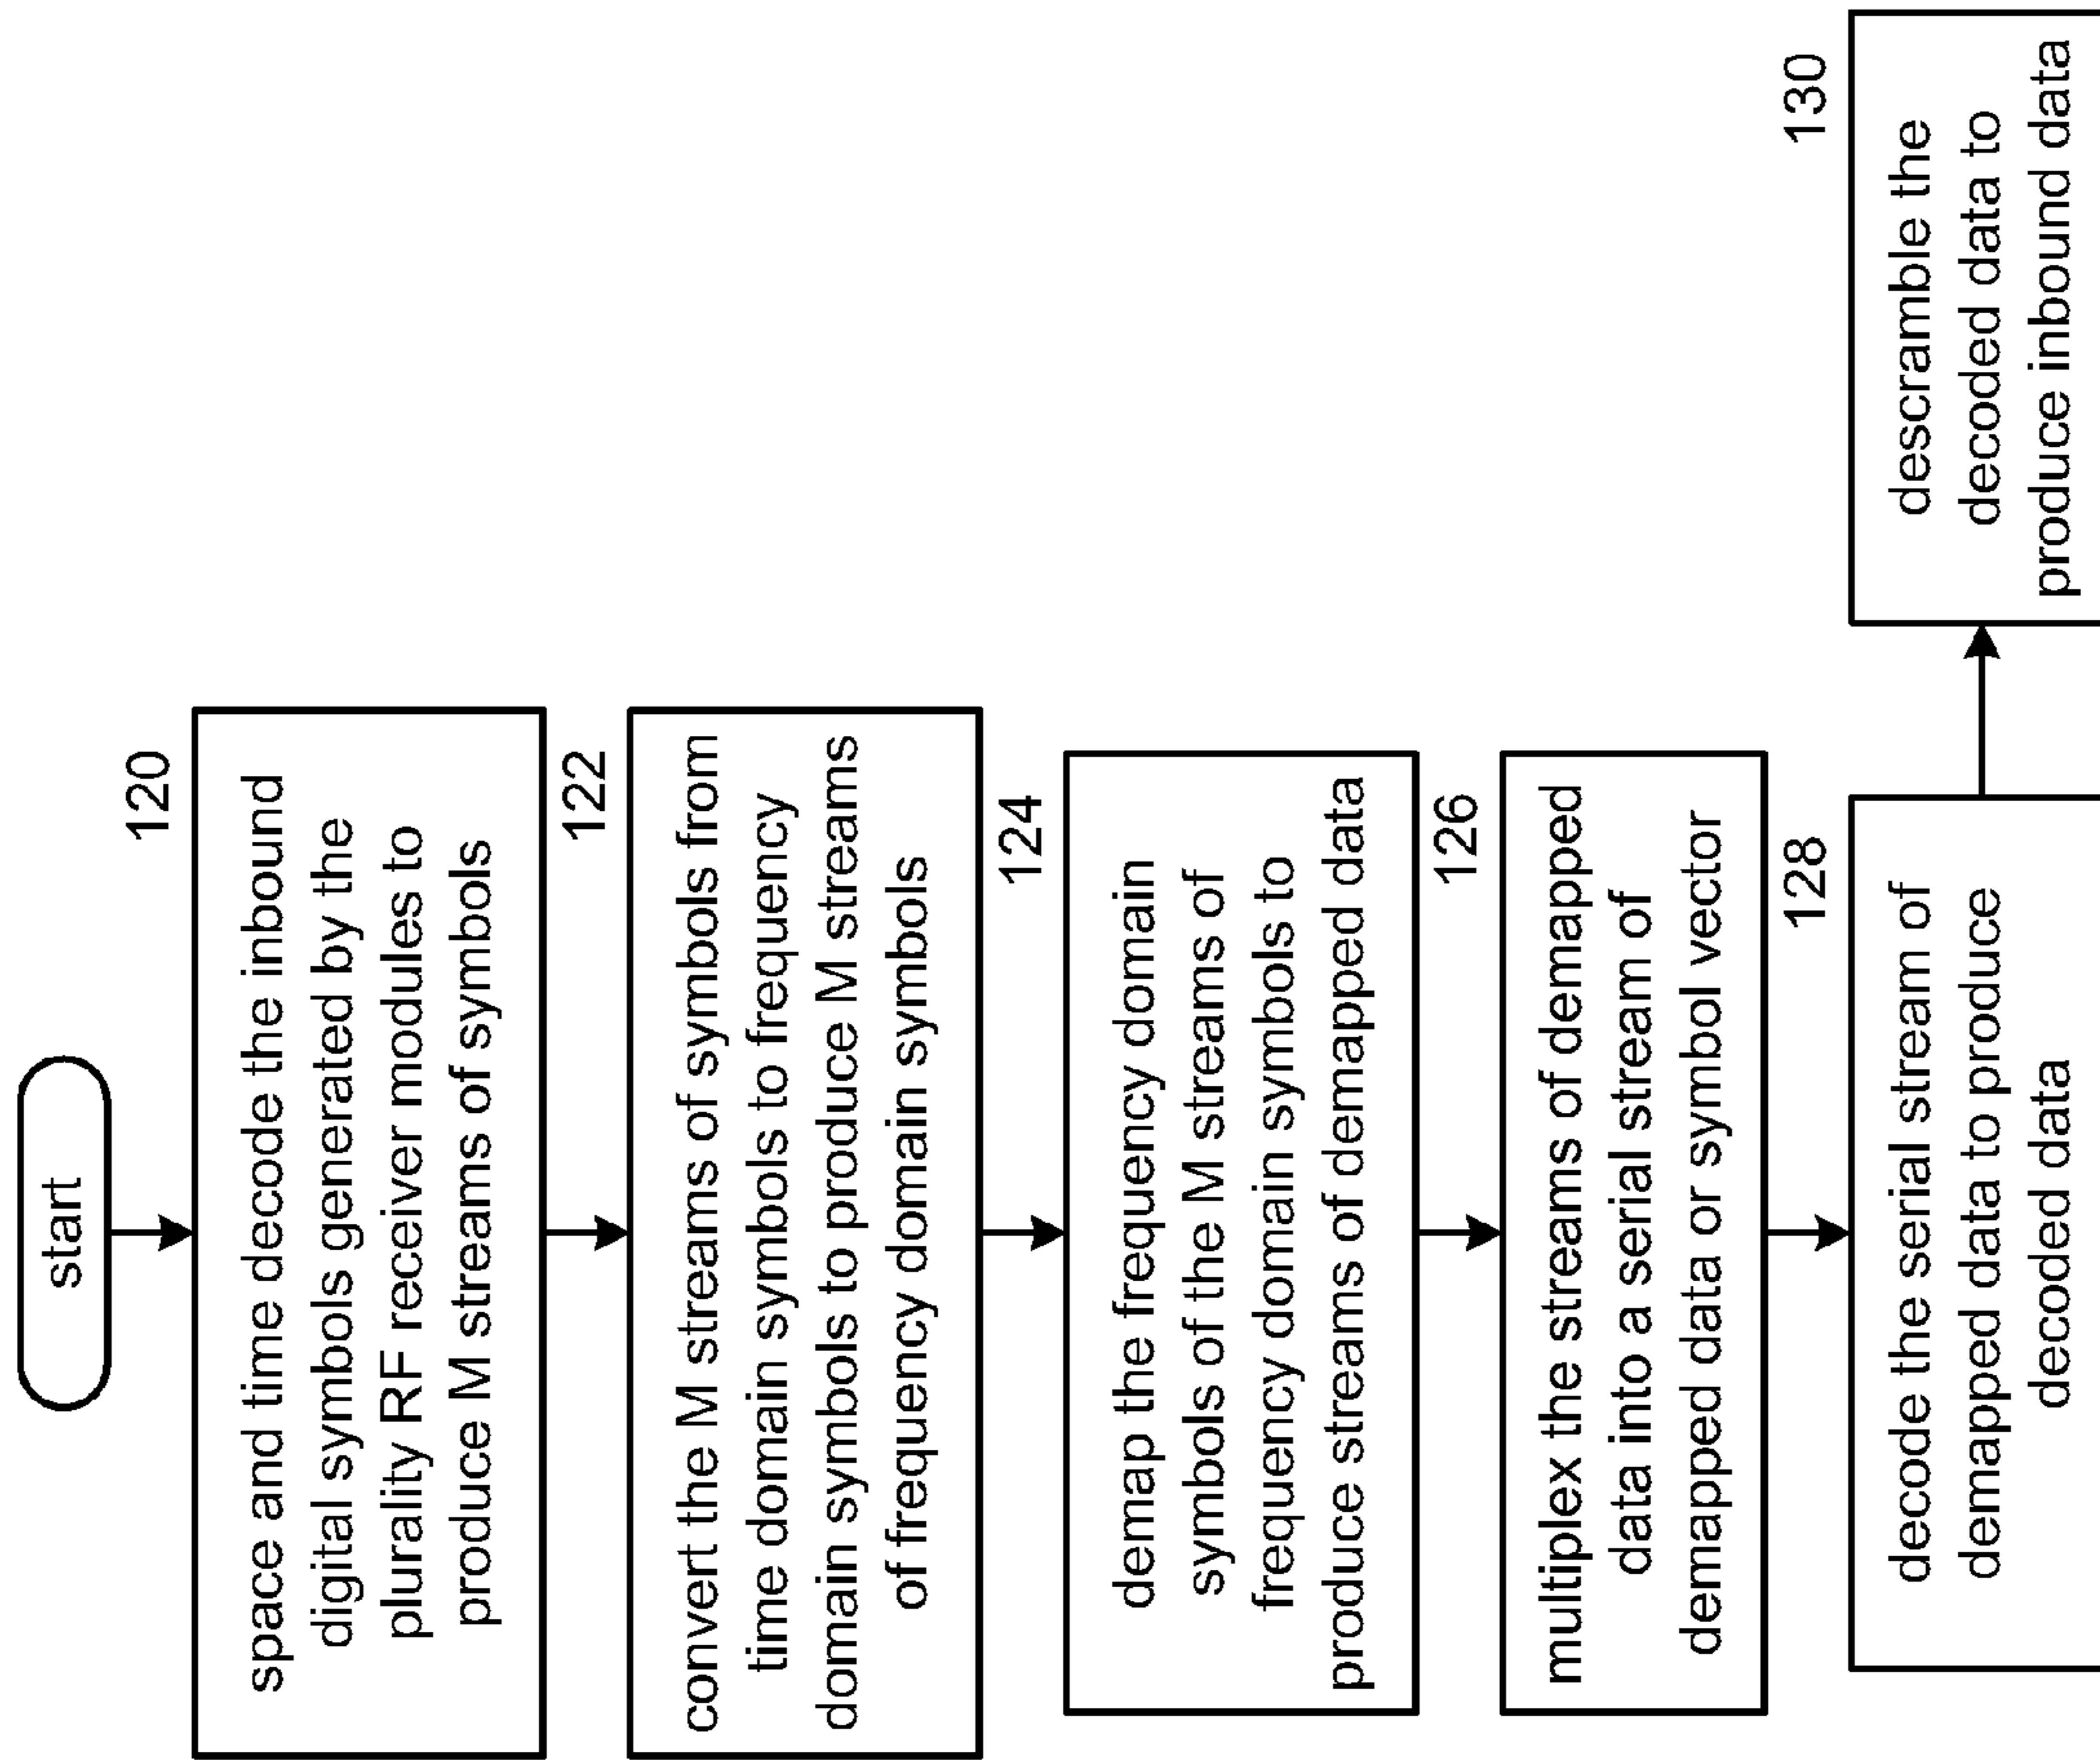 start
120
space and time decode the inbound
digital symbols generated by the
plurality RF receiver modules to
produce M streams of symbols
122
convert the M streams of symbols from
time domain symbols to frequency
domain symbols to produce M streams
of frequency domain symbols
124
demap the frequency domain
symbols of the M streams of
frequency domain symbols to
produce streams of demapped data
126
multiplex the streams of demapped
data into a serial stream of
demapped data or symbol vector
128
decode the serial stream of
demapped data to produce
decoded data
130
descramble the
decoded data to
produce inbound data